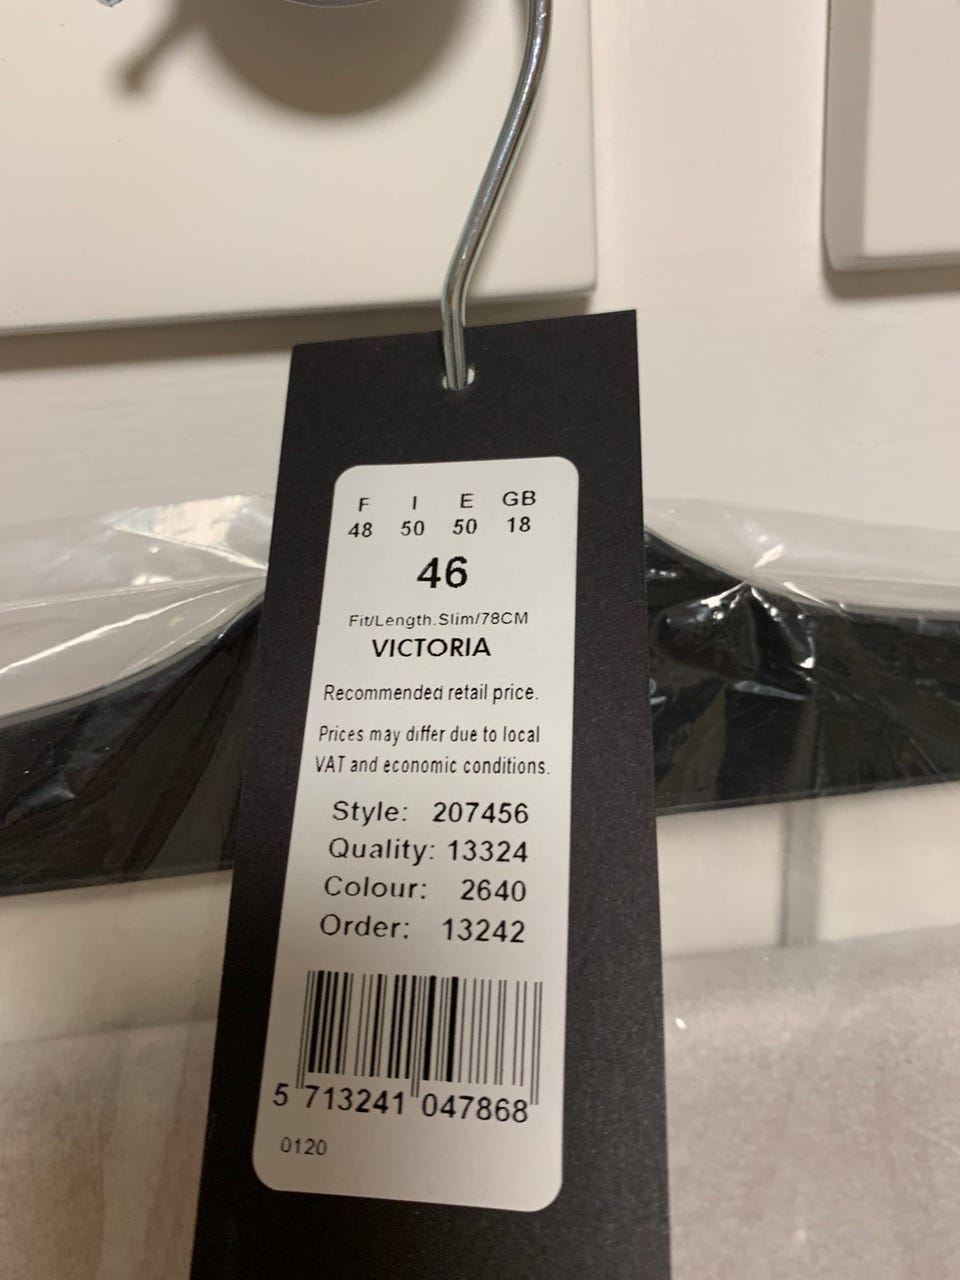 F I E GB
48 50 50 18
46
Fit/Length.Slim/78CM
VICTORIA
Recommended retail price.
Prices may differ due to local
VAT and economic conditions.
Style: 207456
Quality: 13324
Colour: 2640
Order: 13242
5 713241 047868
0120